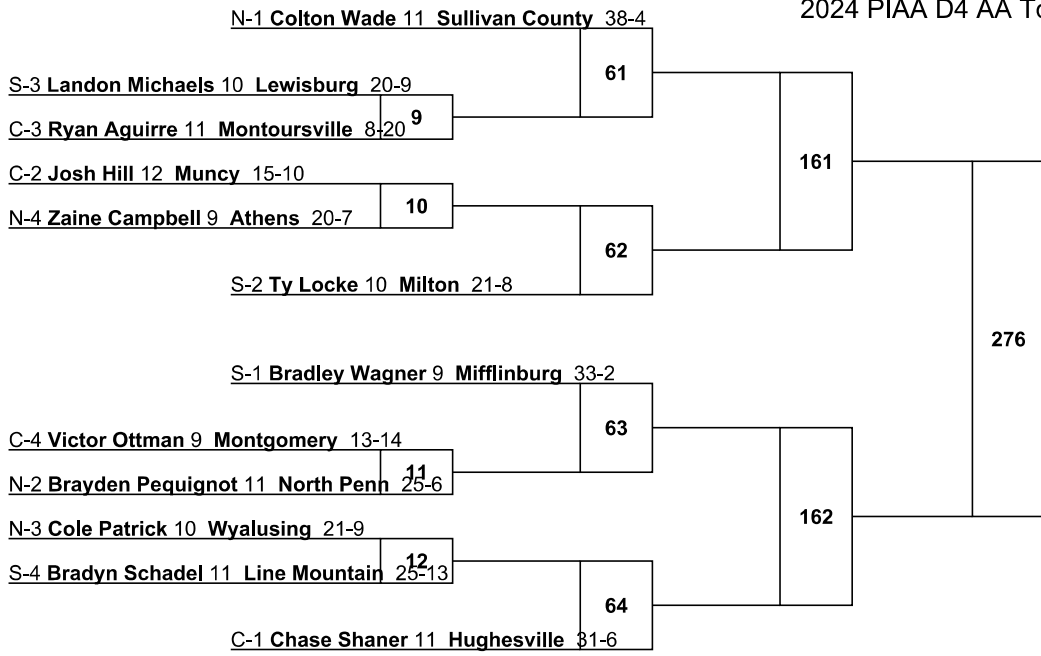 2024 PIAA D4 AA To
N-1 Colton Wade 11 Sullivan County 38-4
61
S-3 Landon Michaels 10 Lewisburg 20-9
9
C-3 Ryan Aguirre 11 Montoursville 8-20
161
C-2 Josh Hill 12 Muncy 15-10
10
N-4 Zaine Campbell 9 Athens 20-7
62
S-2 Ty Locke 10 Milton 21-8
276
S-1 Bradley Wagner 9 Mifflinburg 33-2
63
C-4 Victor Ottman 9 Montgomery 13-14
11
N-2 Brayden Pequignot 11 North Penn 25-6
162
N-3 Cole Patrick 10 Wyalusing 21-9
12
S-4 Bradyn Schadel 11 Line Mountain 25-13
64
C-1 Chase Shaner 11 Hughesville 31-6